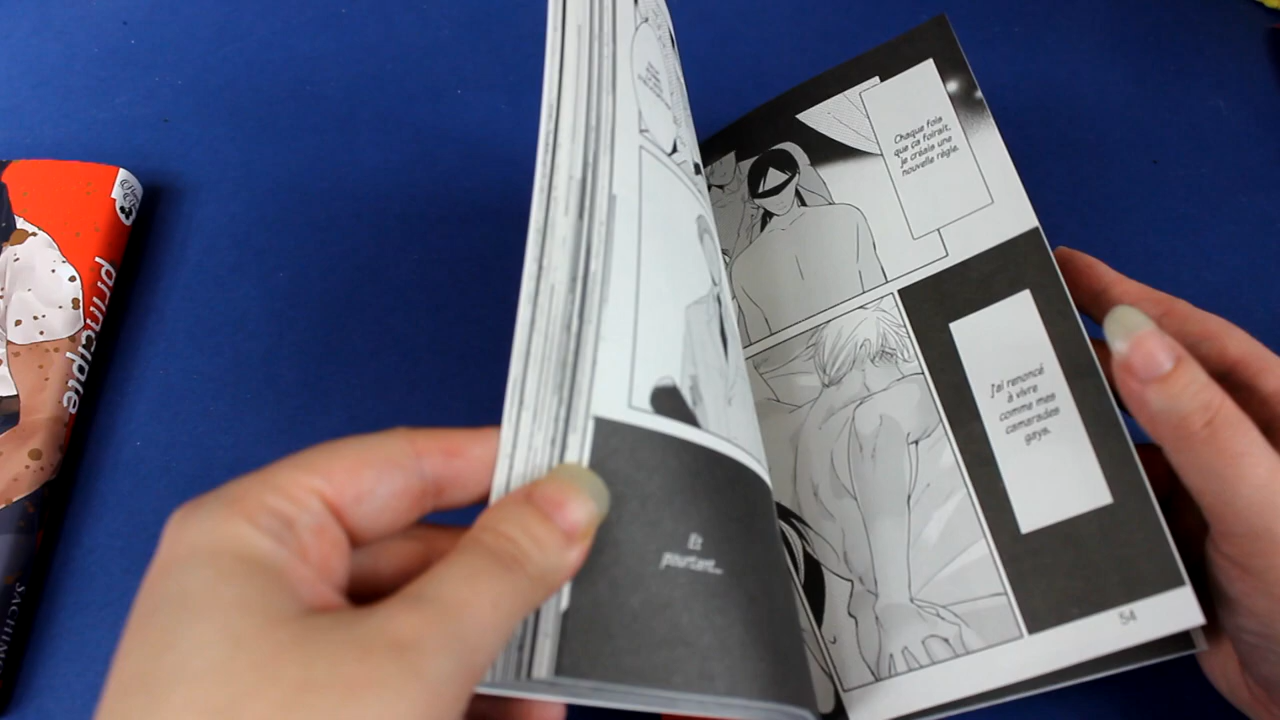 Chaque fois
que ça foirait,
je créais une
nouvelle règle.
J'ai renoncé
à vivre
comme mes
camarades
gays.
54
Et
pourtant...
principe
SACHIMO